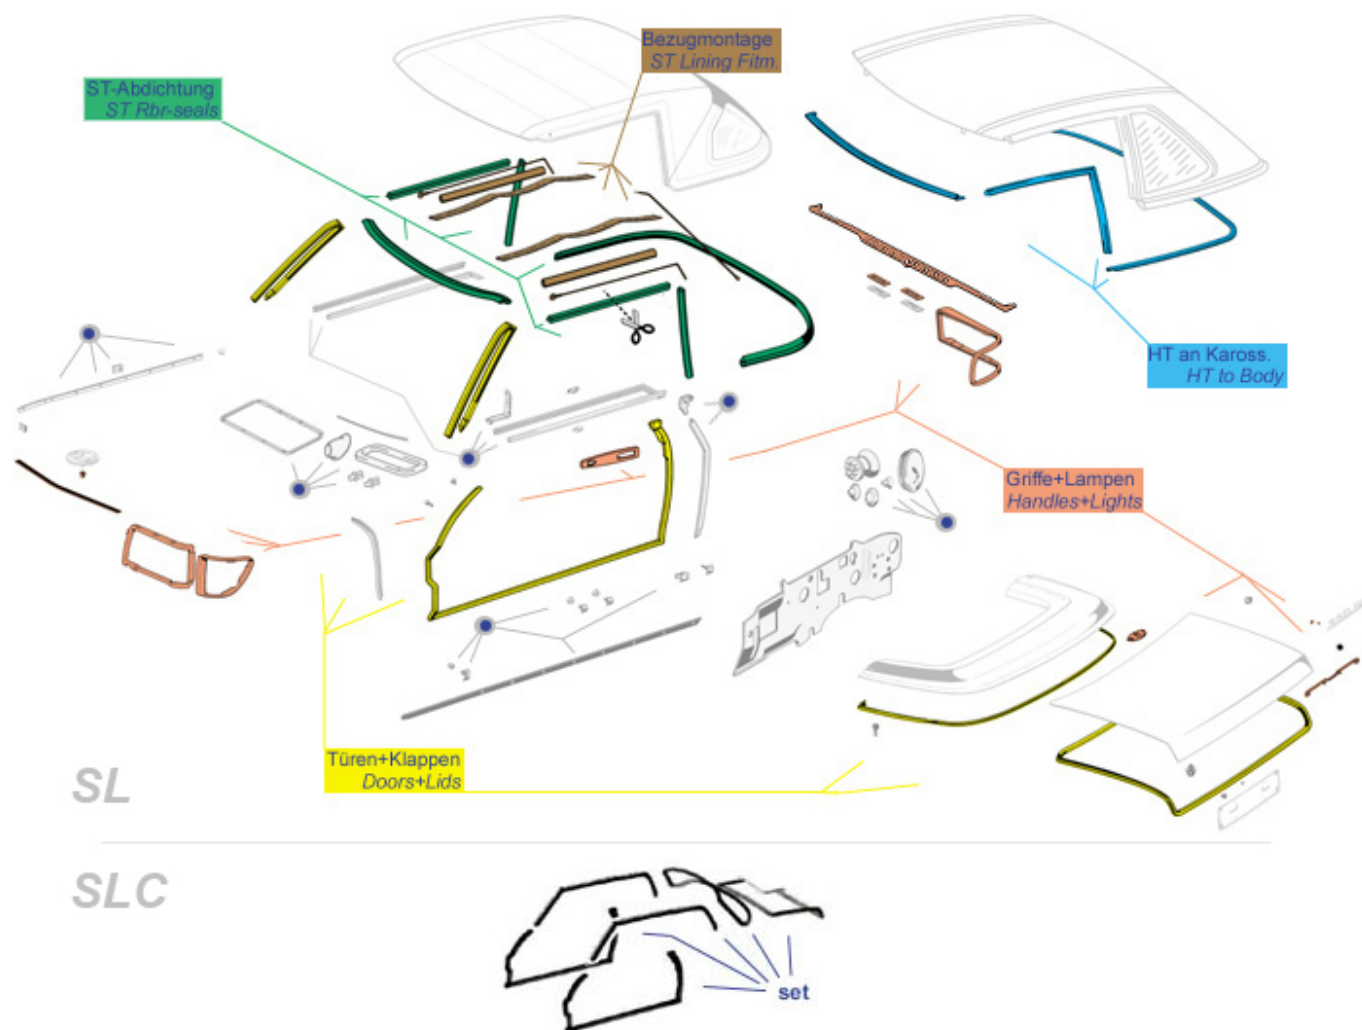 Bezugmontage
ST Lining Fitm.
ST-Abdichtung
ST Rbr-seals
HT an Kaross.
HT to Body
Griffe+Lampen
Handles+Lights
Türen+Klappen
Doors+Lids
SL
SLC
set